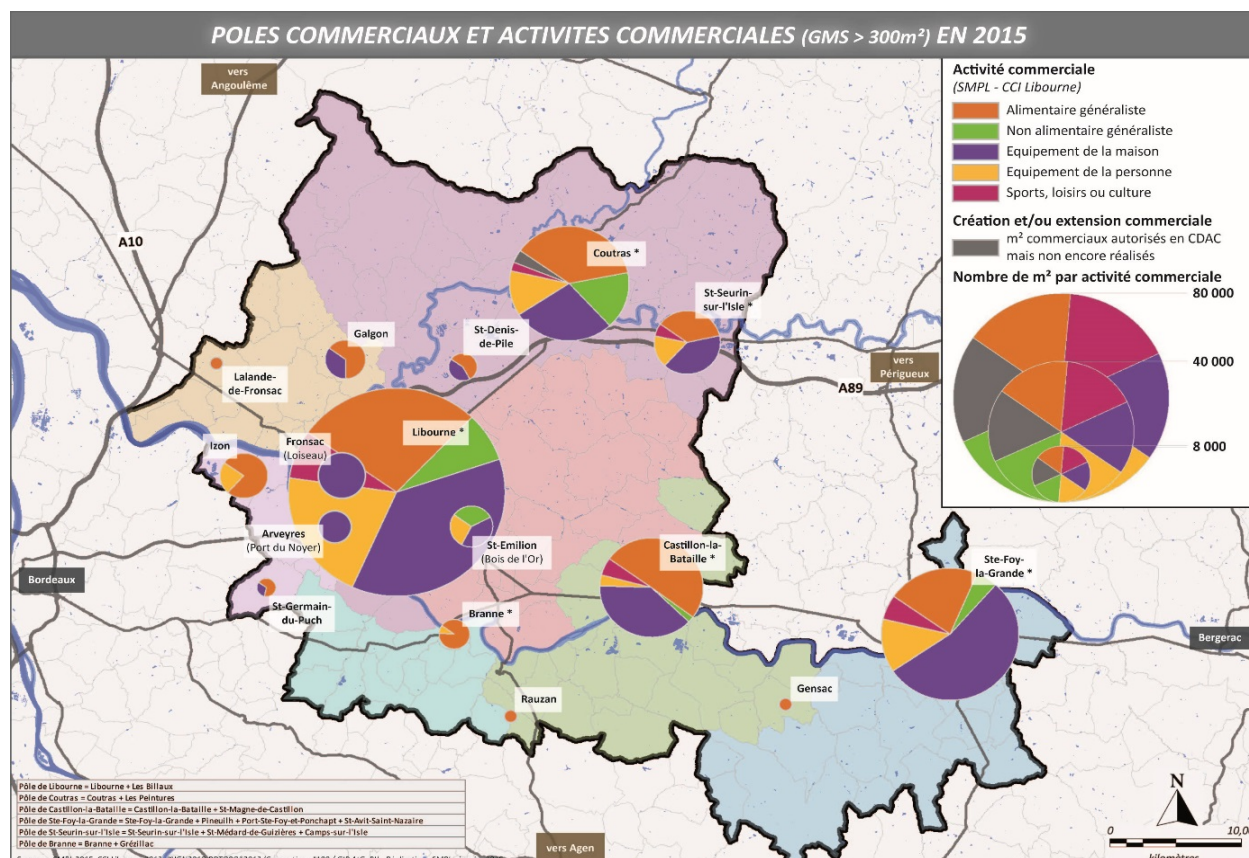 POLES COMMERCIAUX ET ACTIVITES COMMERCIALES (GMS > 300m²) EN 2015
vers
Angoulême
Activité commerciale
(SMPL - CCI Libourne)
Alimentaire généraliste
Non alimentaire généraliste
Equipement de la maison
Equipement de la personne
Sports, loisirs ou culture
Création et/ou extension commerciale
m² commerciaux autorisés en CDAC
mais non encore réalisés
Nombre de m² par activité commerciale
80 000
40 000
8 000
A10
Coutras *
St-Seurin-
sur-l'Isle *
Galgon
St-Denis-
de-Pile
vers
Périgueux
Lalande-
de-Fronsac
A89
Libourne *
Izon
Fronsac
(Loiseau)
Arveyres
(Port du Noyer)
St-Emilion
(Bois de l'Or)
Castillon-la-
Bataille *
Ste-Foy-
la-Grande *
Bordeaux
St-Germain-
du-Puch
Branne *
Bergerac
Rauzan
Gensac
Pôle de Libourne = Libourne + Les Billaux
Pôle de Coutras = Coutras + Les Peintures
Pôle de Castillon-la-Bataille = Castillon-la-Bataille + St-Magne-de-Castillon
Pôle de Ste-Foy-la-Grande = Ste-Foy-la-Grande + Pineuilh + Port-Ste-Foy-et-Ponchapt + St-Avit-Saint-Nazaire
Pôle de St-Seurin-sur-l'Isle = St-Seurin-sur-l'Isle + St-Médard-de-Guizières + Camps-sur-l'Isle
Pôle de Branne = Branne + Grézillac
vers Agen
N
0
10,0
kilomètres